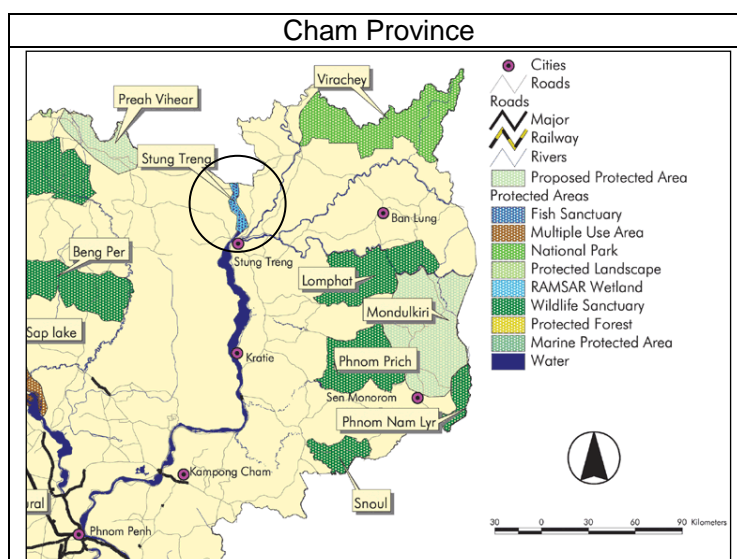 Cham Province
Virachey
Preah Vihear
Stung Treng
Ban Lung
Stung Treng
Beng Per
Lomphat
Mondulkiri
Sap lake
Kratie
Phnom Prich
Sen Monorom
Phnom Nam Lyr
Kampong Cham
Snoul
ural
Phnom Penh
Cities
Roads
Roads
Major
Railway
Rivers
Proposed Protected Area
Protected Areas
Fish Sanctuary
Multiple Use Area
National Park
Protected Landscape
RAMSAR Wetland
Wildlife Sanctuary
Protected Forest
Marine Protected Area
Water
30 0 30 60 90 Kilometers